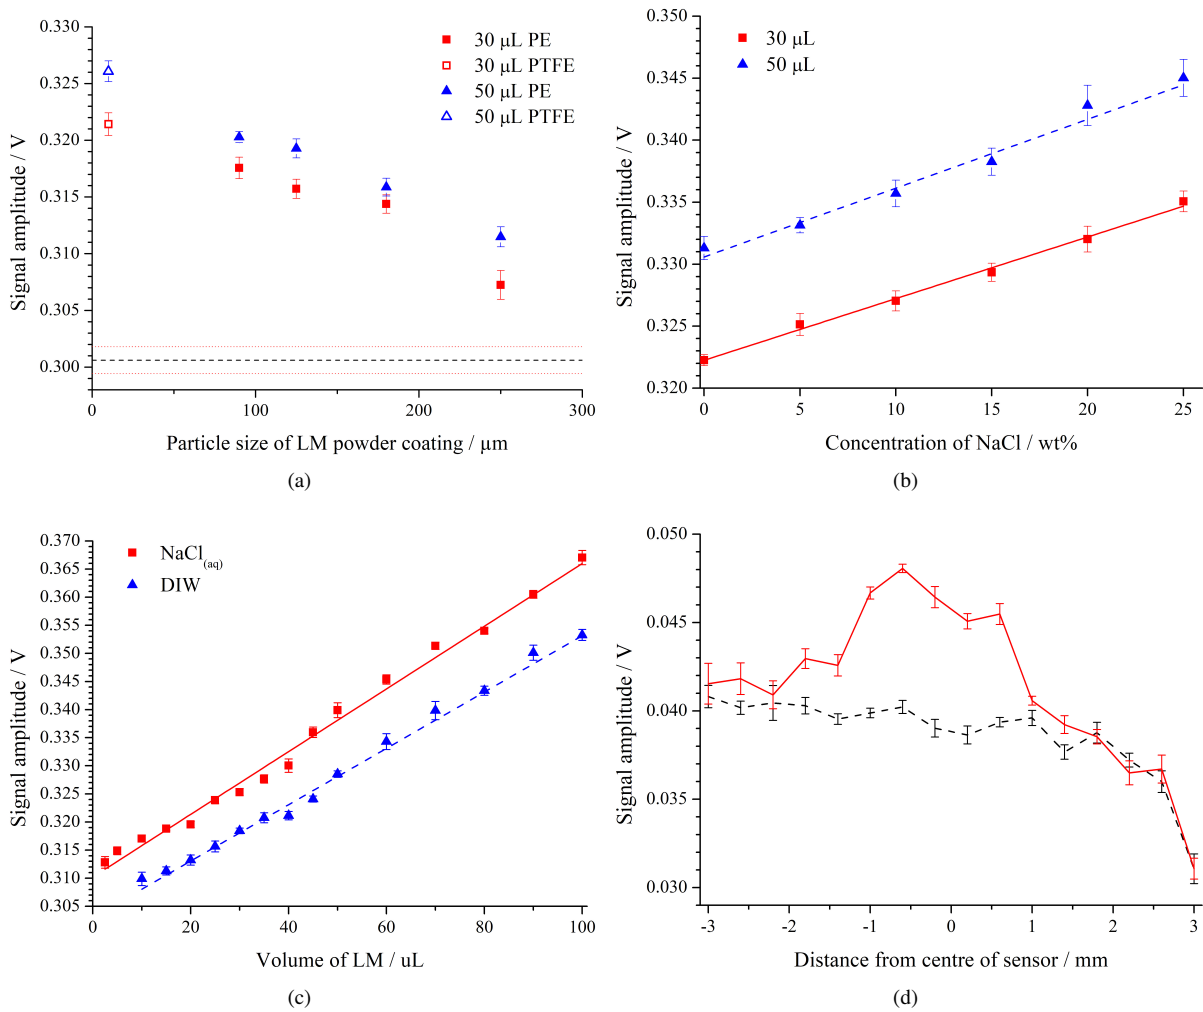 0.330
0.325
0.320
0.315
0.310
0.305
0.300
Signal amplitude / V
30 µL PE
30 µL PTFE
50 µL PE
50 µL PTFE
0
100
200
300
Particle size of LM powder coating / µm
(a)
0.350
0.345
0.340
0.335
0.330
0.325
0.320
Signal amplitude / V
30 µL
50 µL
0
5
10
15
20
25
Concentration of NaCl / wt%
(b)
0.370
0.365
0.360
0.355
0.350
0.345
0.340
0.335
0.330
0.325
0.320
0.315
0.310
0.305
Signal amplitude / V
NaCl(aq)
DIW
0
20
40
60
80
100
Volume of LM / uL
(c)
0.050
0.045
0.040
0.035
0.030
Signal amplitude / V
-3
-2
-1
0
1
2
3
Distance from centre of sensor / mm
(d)